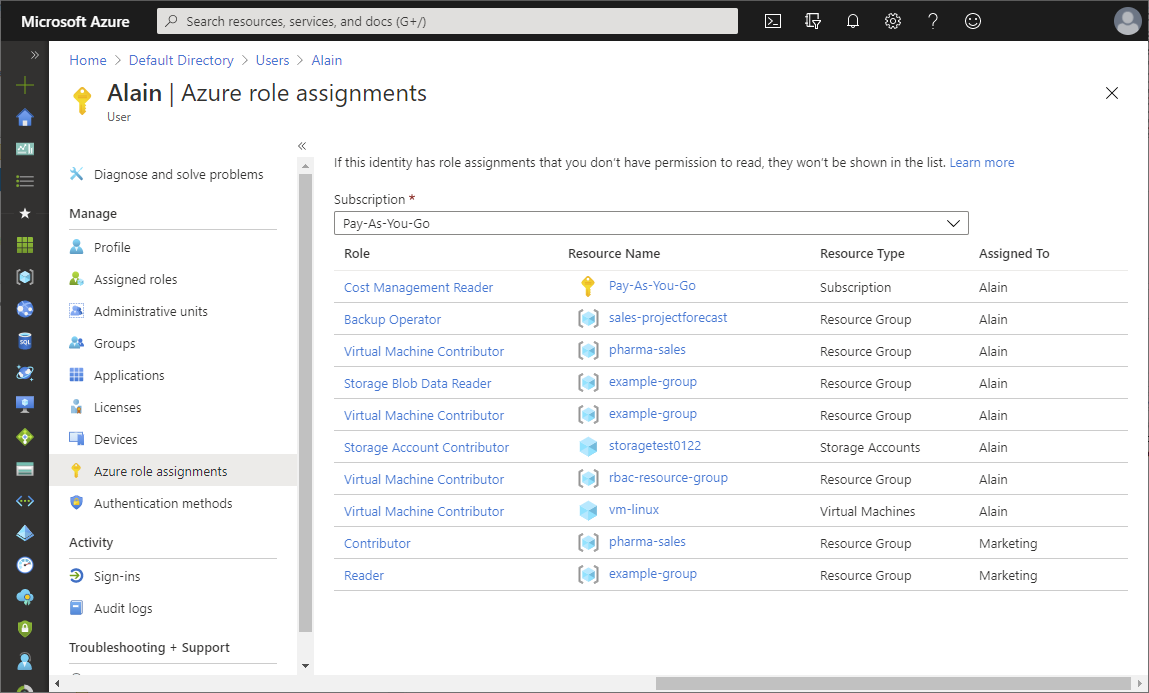 Microsoft Azure
Search resources, services, and docs (G+/)
Home > Default Directory > Users > Alain
Alain | Azure role assignments
User
Diagnose and solve problems
Manage
Profile
Assigned roles
Administrative units
Groups
Applications
Licenses
Devices
Azure role assignments
Authentication methods
Activity
Sign-ins
Audit logs
Troubleshooting + Support
If this identity has role assignments that you don't have permission to read, they won't be shown in the list. Learn more
Subscription *
Pay-As-You-Go
Role Resource Name Resource Type Assigned To
Cost Management Reader Pay-As-You-Go Subscription Alain
Backup Operator sales-projectforecast Resource Group Alain
Virtual Machine Contributor pharma-sales Resource Group Alain
Storage Blob Data Reader example-group Resource Group Alain
Virtual Machine Contributor example-group Resource Group Alain
Storage Account Contributor storagetest0122 Storage Accounts Alain
Virtual Machine Contributor rbac-resource-group Resource Group Alain
Virtual Machine Contributor vm-linux Virtual Machines Alain
Contributor pharma-sales Resource Group Marketing
Reader example-group Resource Group Marketing